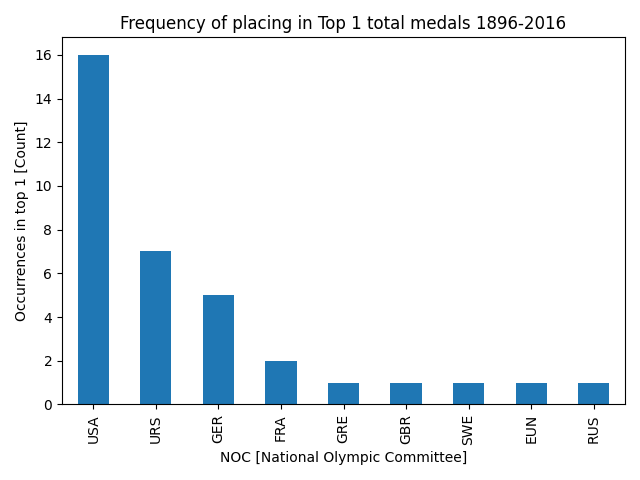 Frequency of placing in Top 1 total medals 1896-2016
Occurrences in top 1 [Count]
16
14
12
10
8
6
4
2
0
USA
URS
GER
FRA
GRE
GBR
SWE
EUN
RUS
NOC [National Olympic Committee]